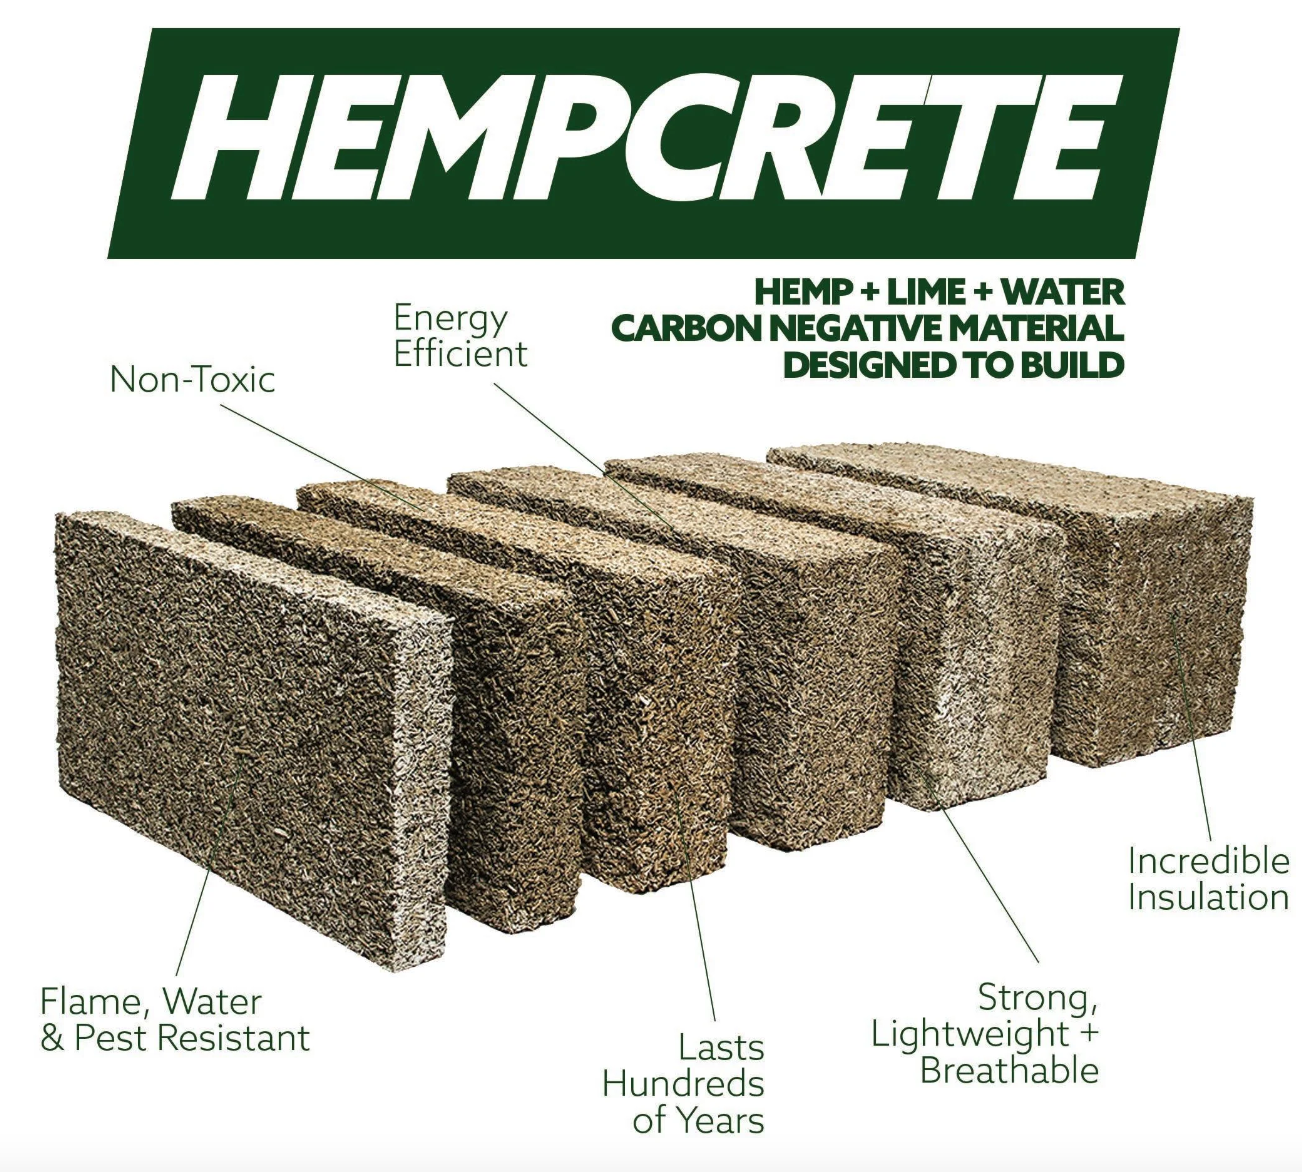 HEMPCRETE
HEMP + LIME + WATER
CARBON NEGATIVE MATERIAL
DESIGNED TO BUILD
Energy
Efficient
Non-Toxic
Incredible
Insulation
Flame, Water
& Pest Resistant
Strong,
Lightweight +
Breathable
Lasts
Hundreds
of Years